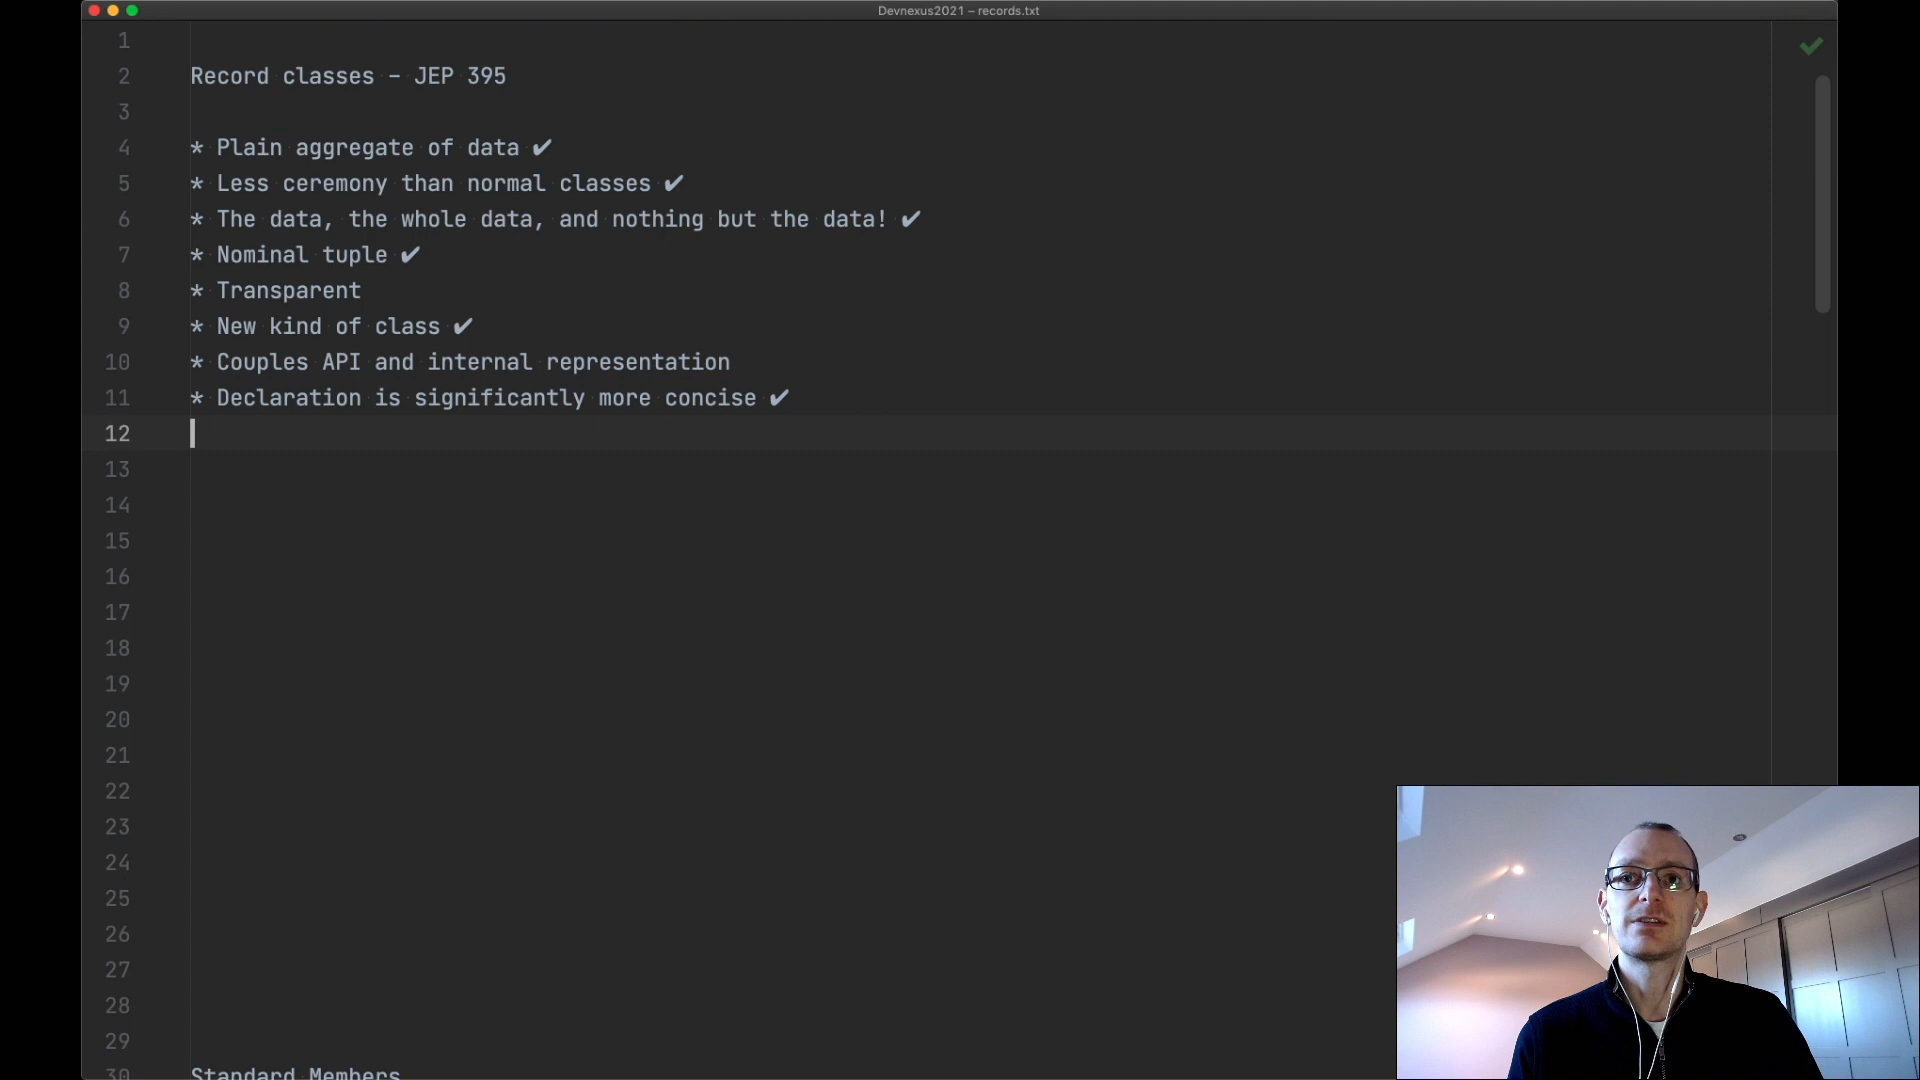 Devnexus2021 – records.txt
1
2 Record classes – JEP 395
3
4 * Plain aggregate of data ✔
5 * Less ceremony than normal classes ✔
6 * The data, the whole data, and nothing but the data! ✔
7 * Nominal tuple ✔
8 * Transparent
9 * New kind of class ✔
10 * Couples API and internal representation
11 * Declaration is significantly more concise ✔
12
13
14
15
16
17
18
19
20
21
22
23
24
25
26
27
28
29
30 Standard Members